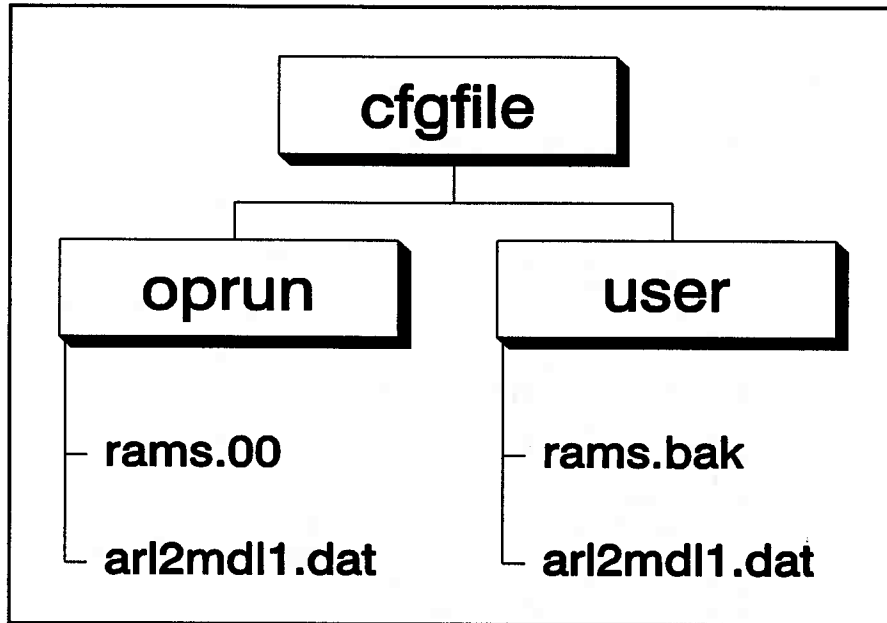 cfgfile
oprun
user
rams.00
rams.bak
arl2mdl1.dat
arl2mdl1.dat